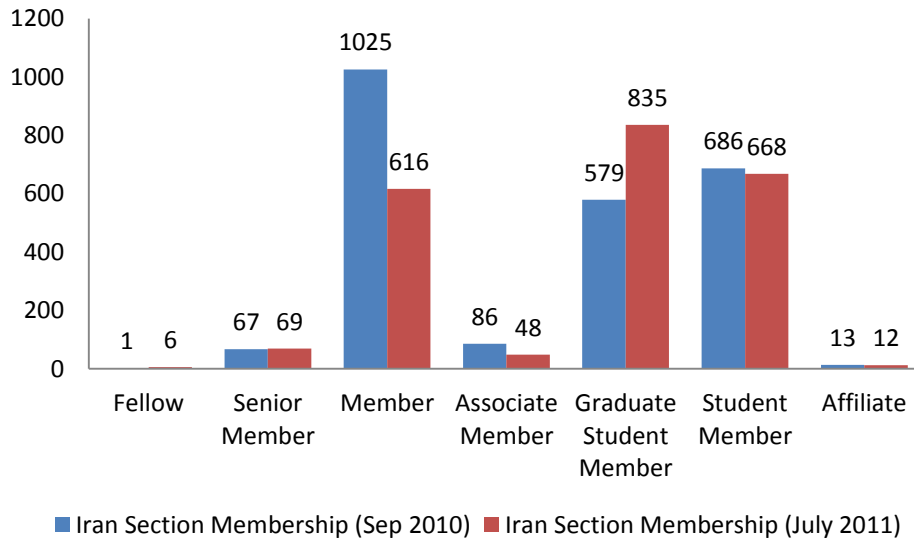 1200
1000
800
600
400
200
0
1 6
67 69
1025
616
86 48
579
835
686 668
13 12
Fellow
Senior
Member
Member
Associate
Member
Graduate
Student
Member
Student
Member
Affiliate
Iran Section Membership (Sep 2010) Iran Section Membership (July 2011)